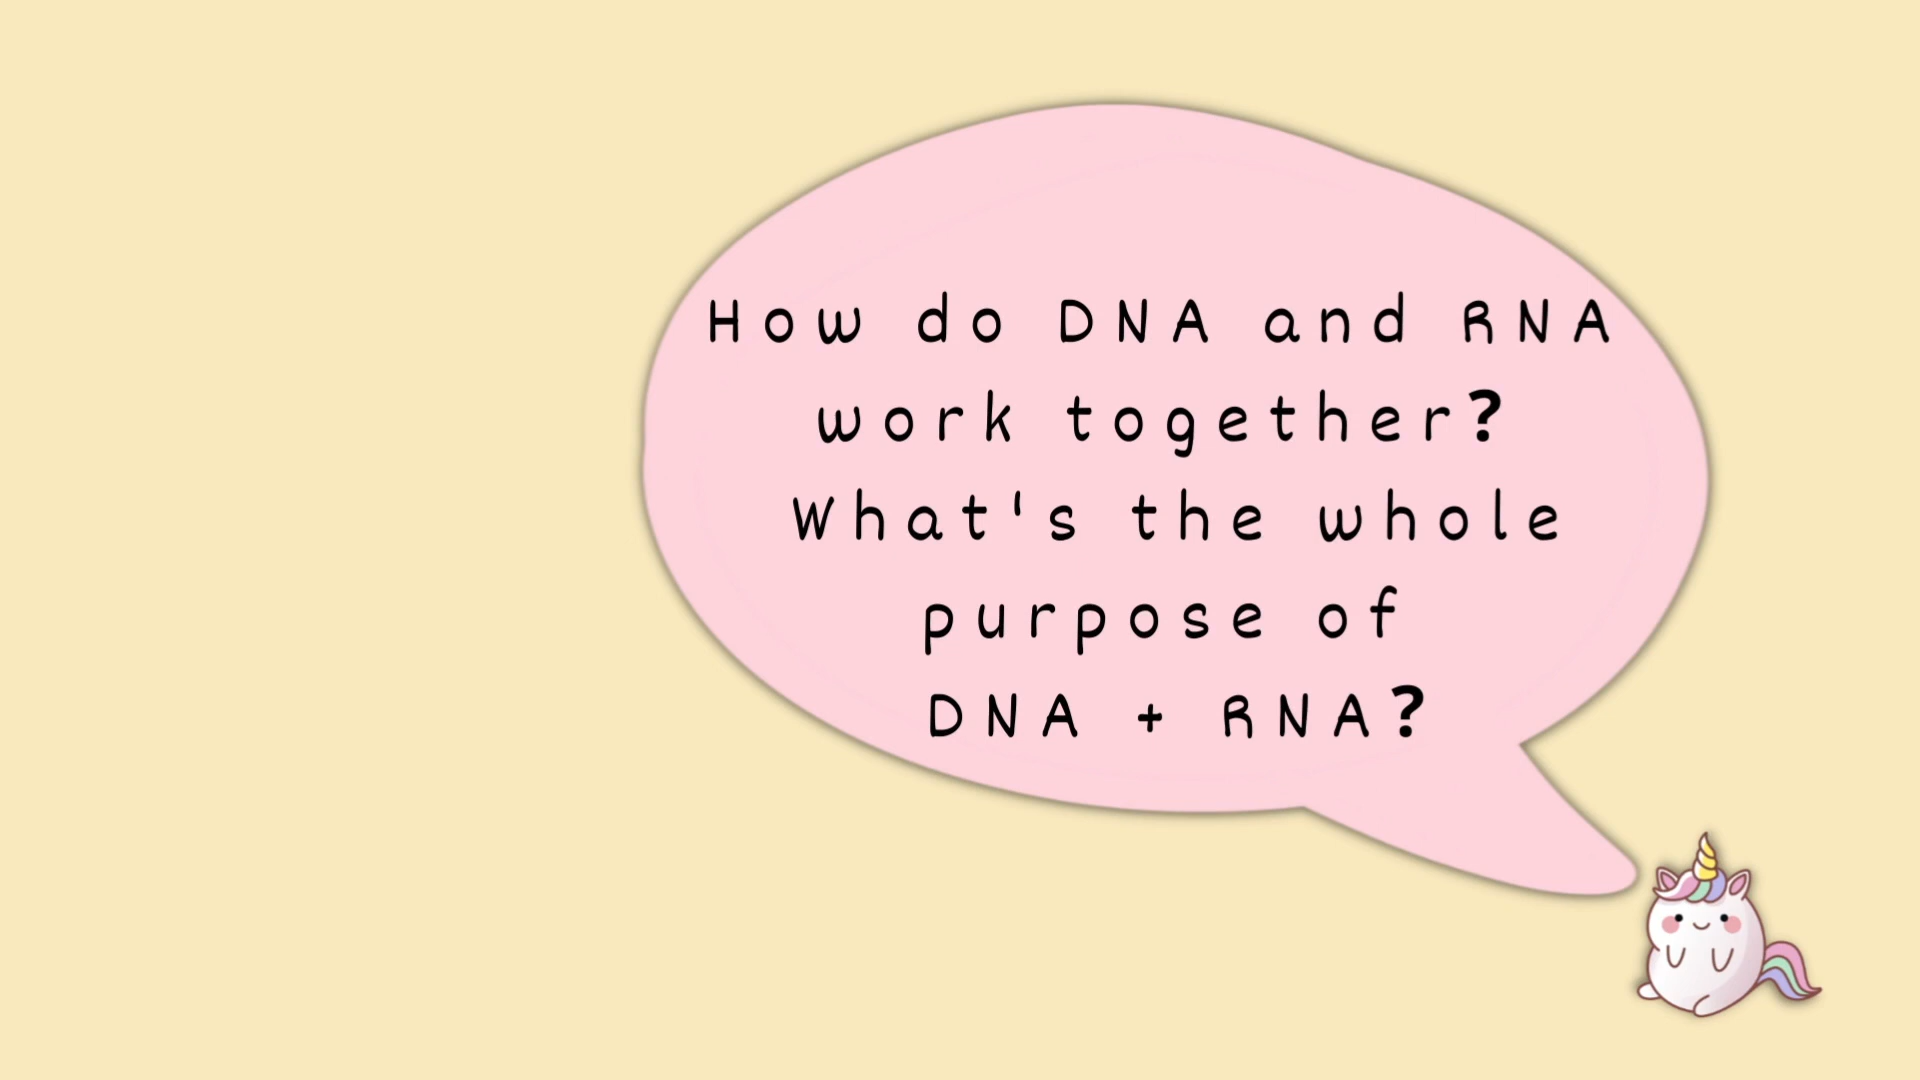 How do DNA and RNA
work together?
What's the whole
purpose of
DNA + RNA?